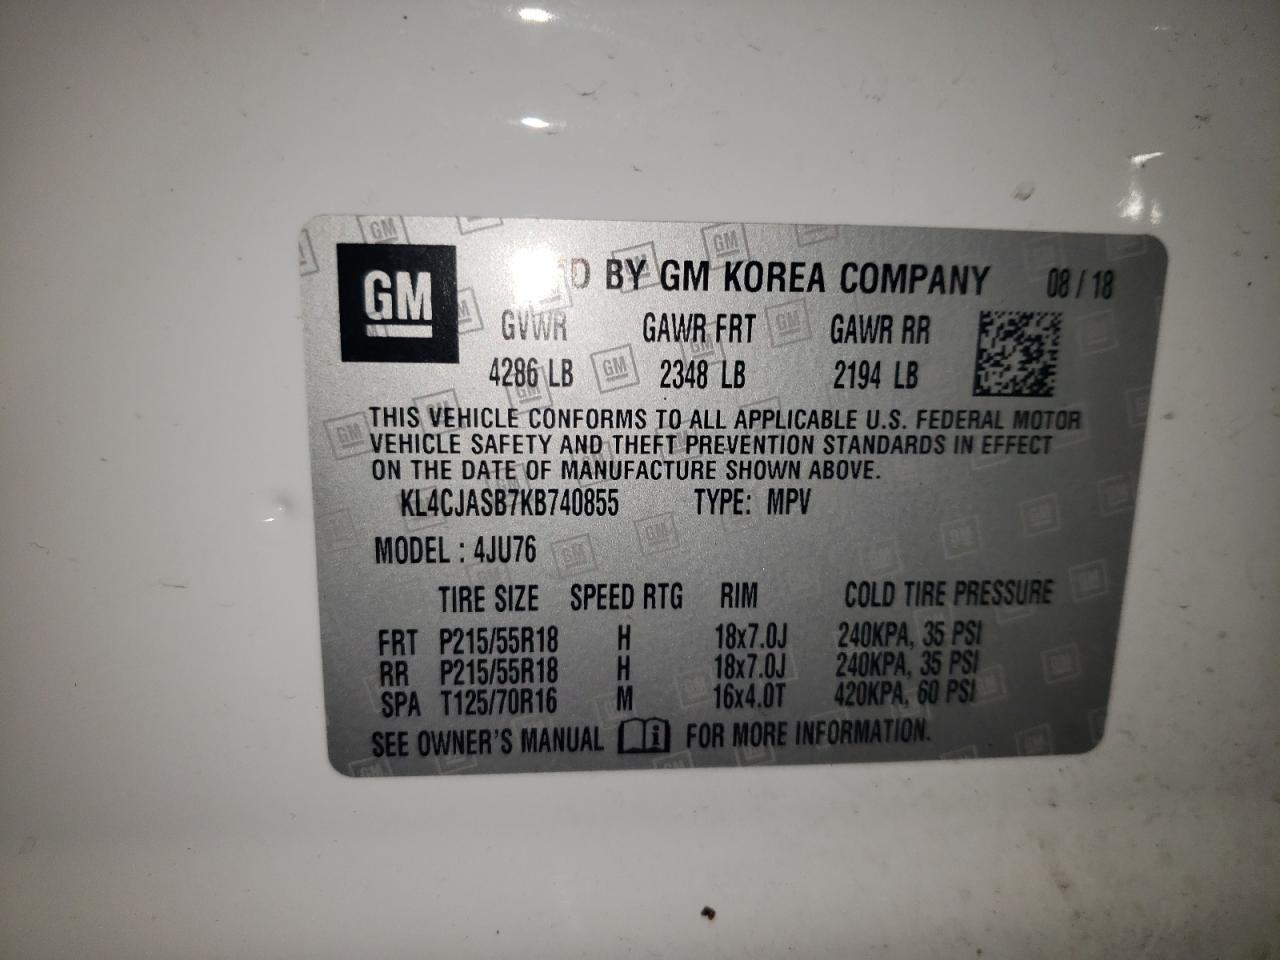 GM
BY GM KOREA COMPANY 08 / 18
GVWR GAWR FRT GAWR RR
4286 LB 2348 LB 2194 LB
THIS VEHICLE CONFORMS TO ALL APPLICABLE U.S. FEDERAL MOTOR
VEHICLE SAFETY AND THEFT PREVENTION STANDARDS IN EFFECT
ON THE DATE OF MANUFACTURE SHOWN ABOVE.
KL4CJASB7KB740855 TYPE: MPV
MODEL : 4JU76
TIRE SIZE SPEED RTG RIM COLD TIRE PRESSURE
FRT P215/55R18 H 18x7.0J 240KPA, 35 PSI
RR P215/55R18 H 18x7.0J 240KPA, 35 PSI
SPA T125/70R16 M 16x4.0T 420KPA, 60 PSI
SEE OWNER'S MANUAL i FOR MORE INFORMATION.